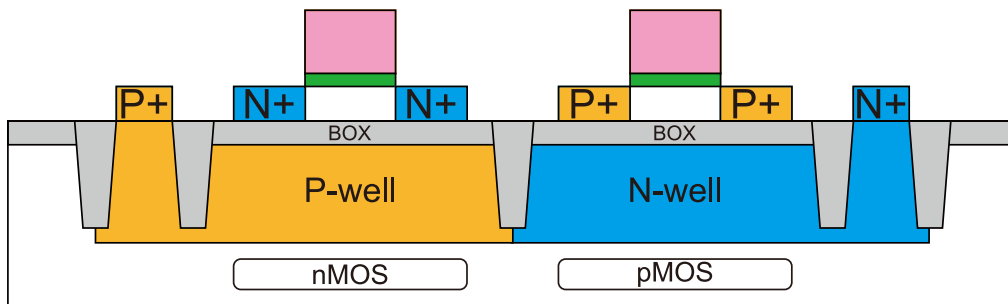 P+
N+
N+
P+
P+
N+
BOX
BOX
P-well
N-well
nMOS
pMOS